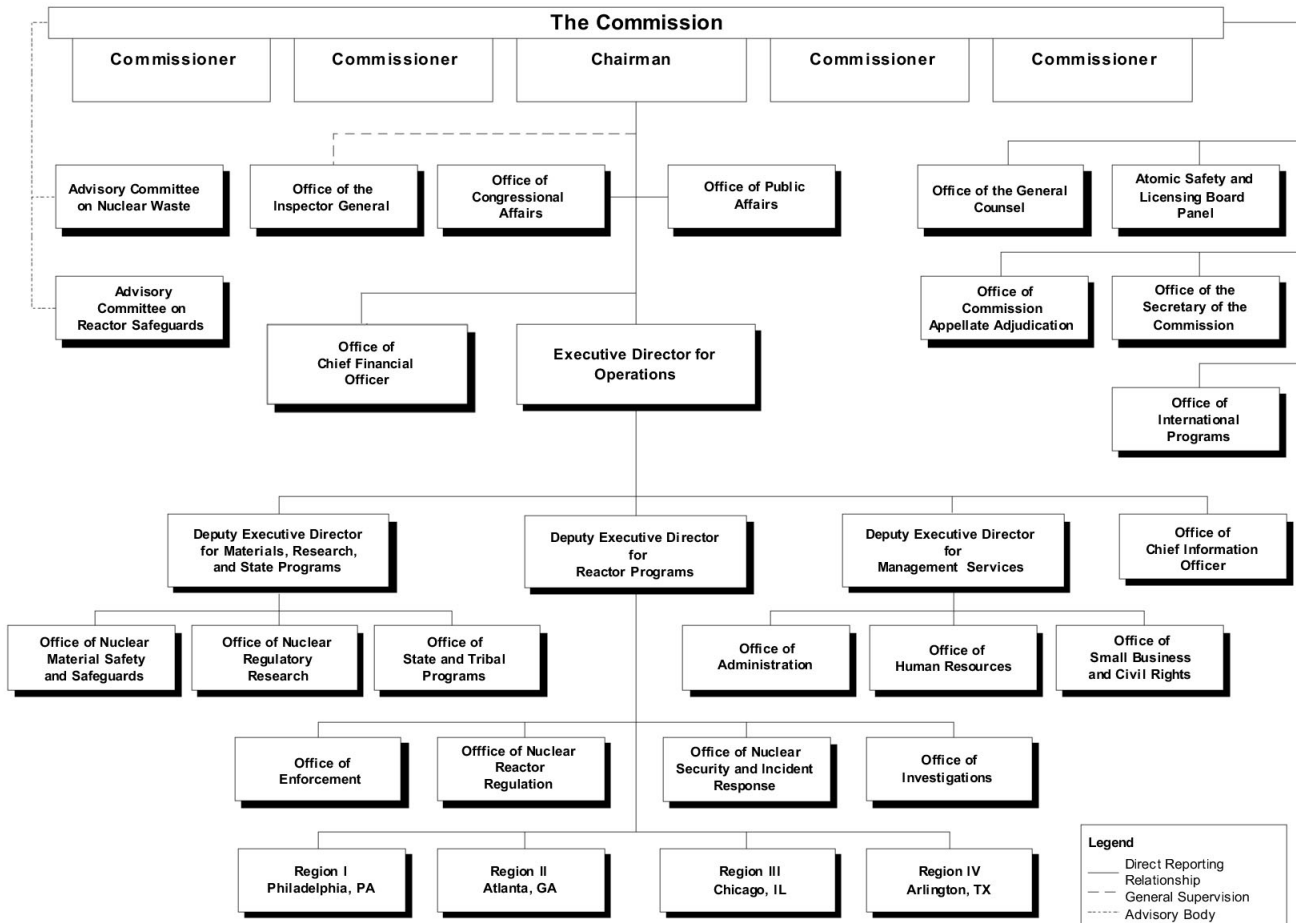 The Commission
Commissioner
Commissioner
Chairman
Commissioner
Commissioner
Advisory Committee
on Nuclear Waste
Office of the
Inspector General
Office of
Congressional
Affairs
Office of Public
Affairs
Office of the General
Counsel
Atomic Safety and
Licensing Board
Panel
Advisory
Committee on
Reactor Safeguards
Office of
Chief Financial
Officer
Executive Director for
Operations
Office of
Commission
Appellate Adjudication
Office of the
Secretary of the
Commission
Office of
International
Programs
Deputy Executive Director
for Materials, Research,
and State Programs
Deputy Executive Director
for
Reactor Programs
Deputy Executive Director
for
Management Services
Office of
Chief Information
Officer
Office of Nuclear
Material Safety
and Safeguards
Office of Nuclear
Regulatory
Research
Office of
State and Tribal
Programs
Office of
Administration
Office of
Human Resources
Office of
Small Business
and Civil Rights
Office of
Enforcement
Offfice of Nuclear
Reactor
Regulation
Office of Nuclear
Security and Incident
Response
Office of
Investigations
Region I
Philadelphia, PA
Region II
Atlanta, GA
Region III
Chicago, IL
Region IV
Arlington, TX
Legend
Direct Reporting
Relationship
General Supervision
Advisory Body